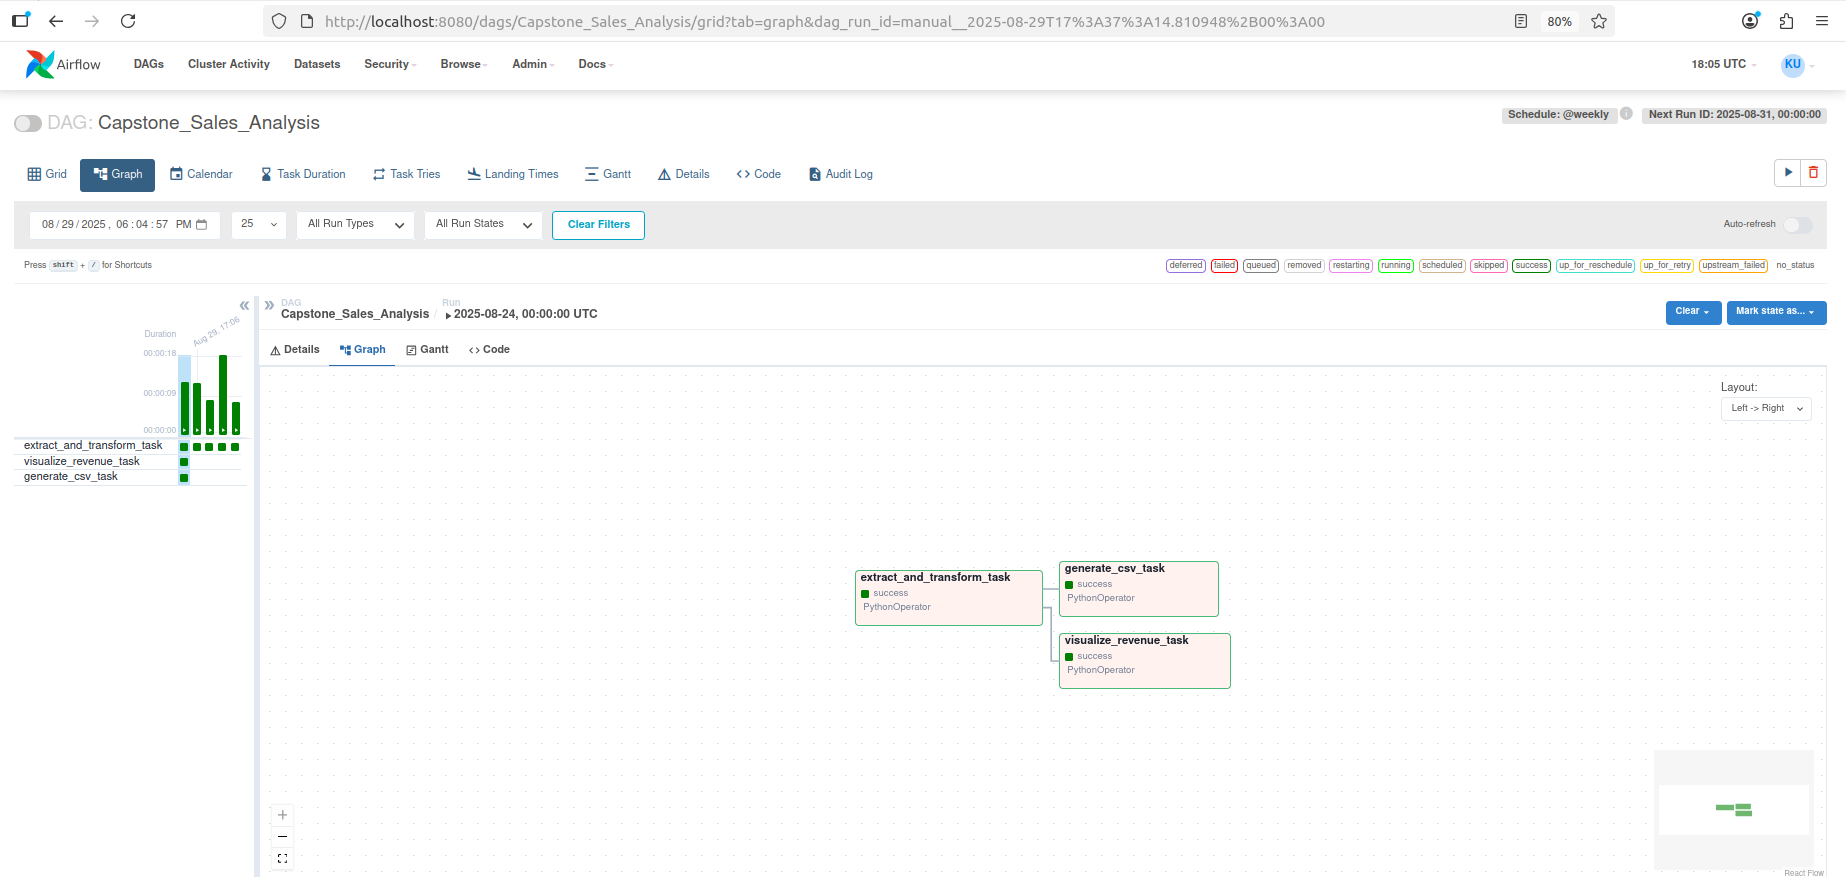 http://localhost:8080/dags/Capstone_Sales_Analysis/grid?tab=graph&dag_run_id=manual__2025-08-29T17%3A37%3A14.810948%2B00%3A00
80%
Airflow
DAGs
Cluster Activity
Datasets
Security
Browse
Admin
Docs
18:05 UTC
KU
DAG: Capstone_Sales_Analysis
Schedule: @weekly
i
Next Run ID: 2025-08-31, 00:00:00
Grid
Graph
Calendar
Task Duration
Task Tries
Landing Times
Gantt
Details
Code
Audit Log
08/29/2025, 06:04:57 PM
25
All Run Types
All Run States
Clear Filters
Auto-refresh
Press shift + / for Shortcuts
deferred
failed
queued
removed
restarting
running
scheduled
skipped
success
up_for_reschedule
up_for_retry
upstream_failed
no_status
DAG
Capstone_Sales_Analysis
/
Run
2025-08-24, 00:00:00 UTC
Clear
Mark state as...
Details
Graph
Gantt
Code
Aug 29, 17:06
Duration
00:00:18
00:00:09
00:00:00
extract_and_transform_task
visualize_revenue_task
generate_csv_task
Layout:
Left -> Right
extract_and_transform_task
success
PythonOperator
generate_csv_task
success
PythonOperator
visualize_revenue_task
success
PythonOperator
React Flow